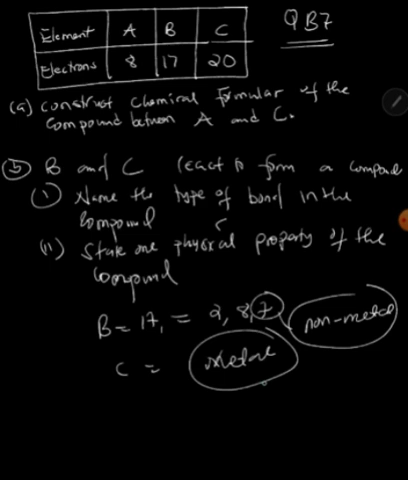 QB7
Element A B C
Electrons 8 17 20
(a) construct chemical formular of the
compound between A and C.
(b) B and C react to form a compound
(i) Name the type of bond in the
compound
(ii) State one physical property of the
compound
B = 17, = 2, 8, 7 non-metal
C = metal